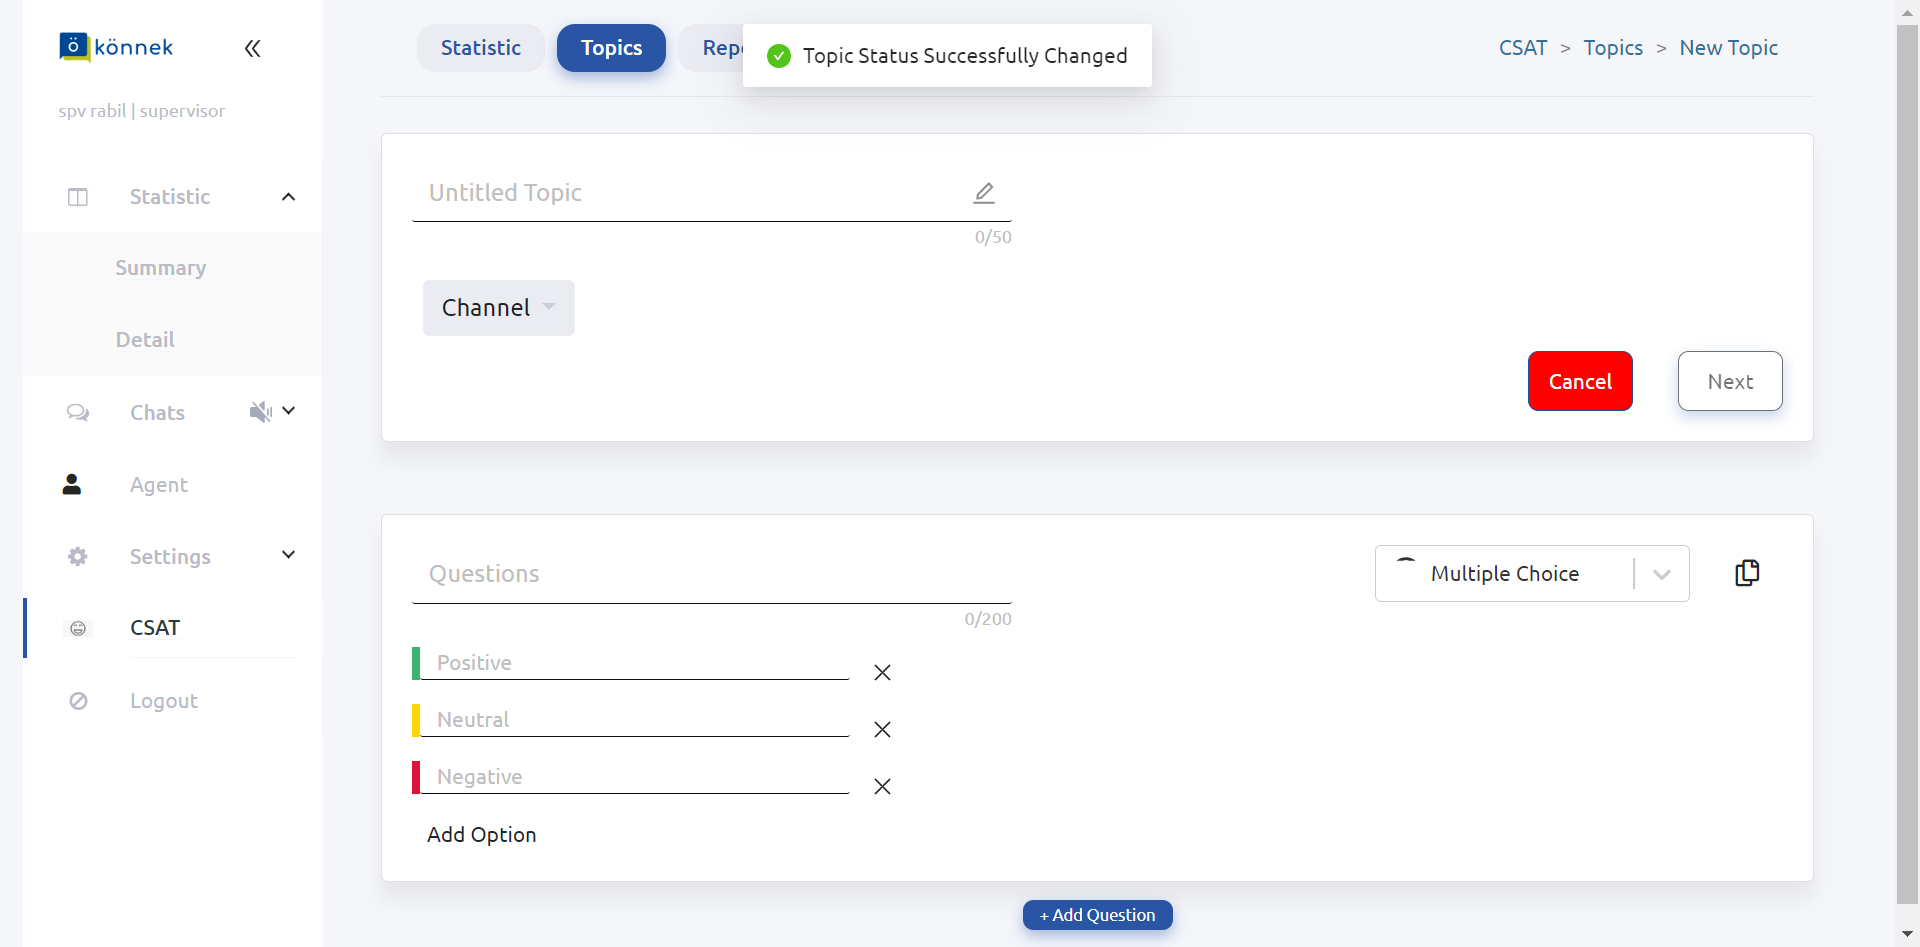 ö könnek
spv rabil | supervisor
Statistic
Summary
Detail
Chats
Agent
Settings
CSAT
Logout
Statistic
Topics
Topic Status Successfully Changed
CSAT > Topics > New Topic
Untitled Topic
0/50
Channel
Cancel
Next
Questions
0/200
Multiple Choice
Positive
Neutral
Negative
Add Option
+ Add Question